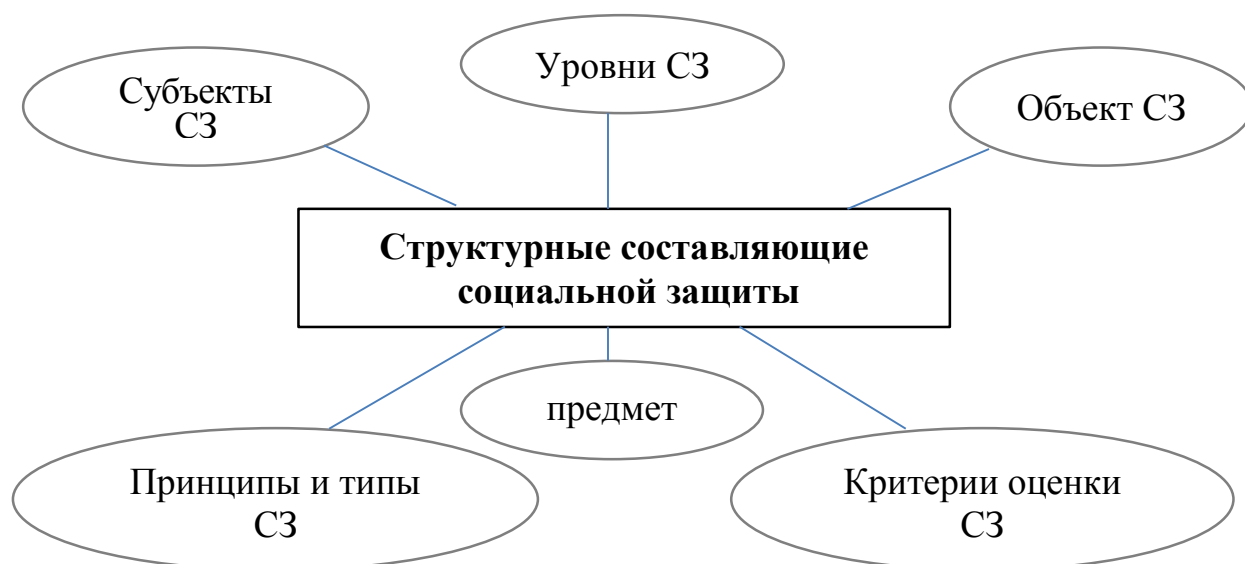 Субъекты
СЗ
Уровни СЗ
Объект СЗ
Структурные составляющие
социальной защиты
предмет
Принципы и типы
СЗ
Критерии оценки
СЗ